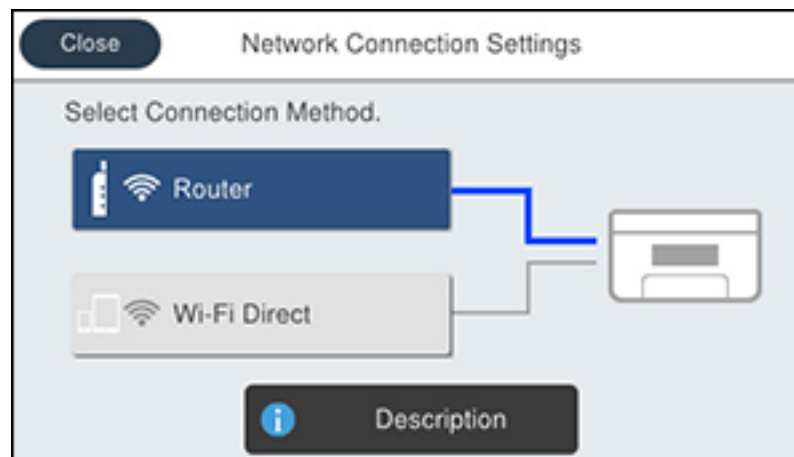 Close
Network Connection Settings
Select Connection Method.
Router
Wi-Fi Direct
i
Description